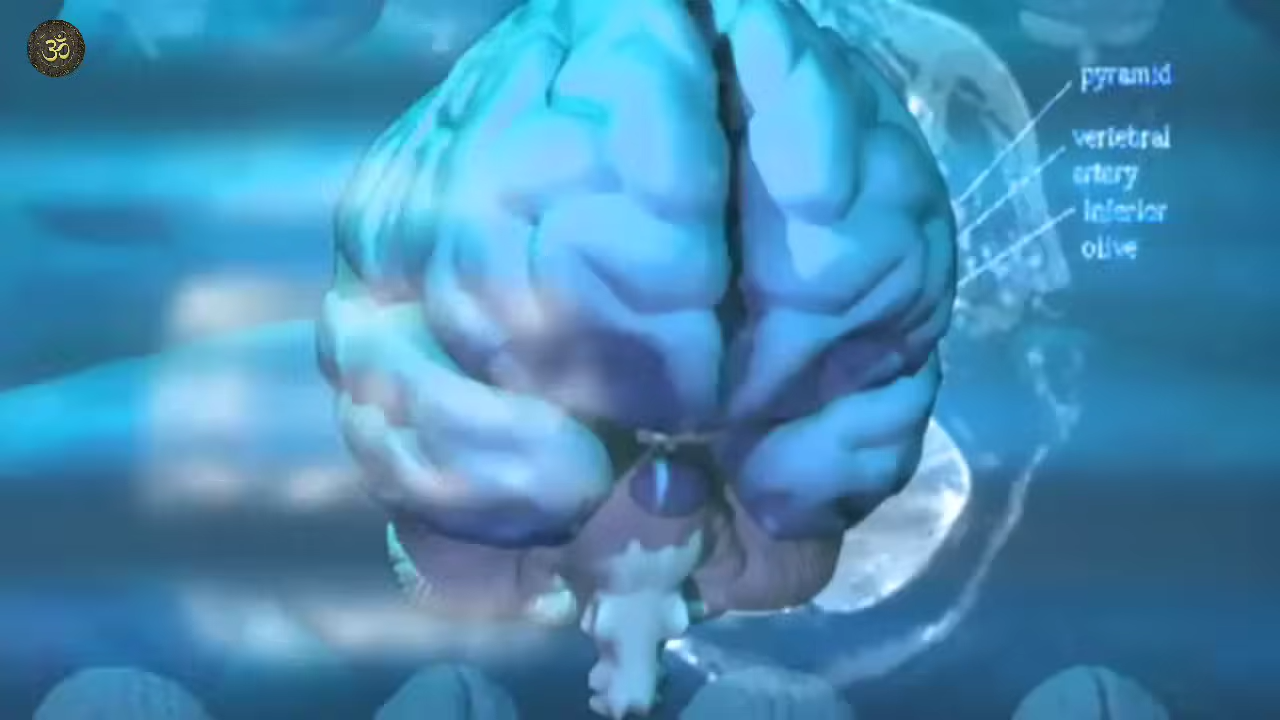 ॐ
pyramid
vertebral
artery
inferior
olive